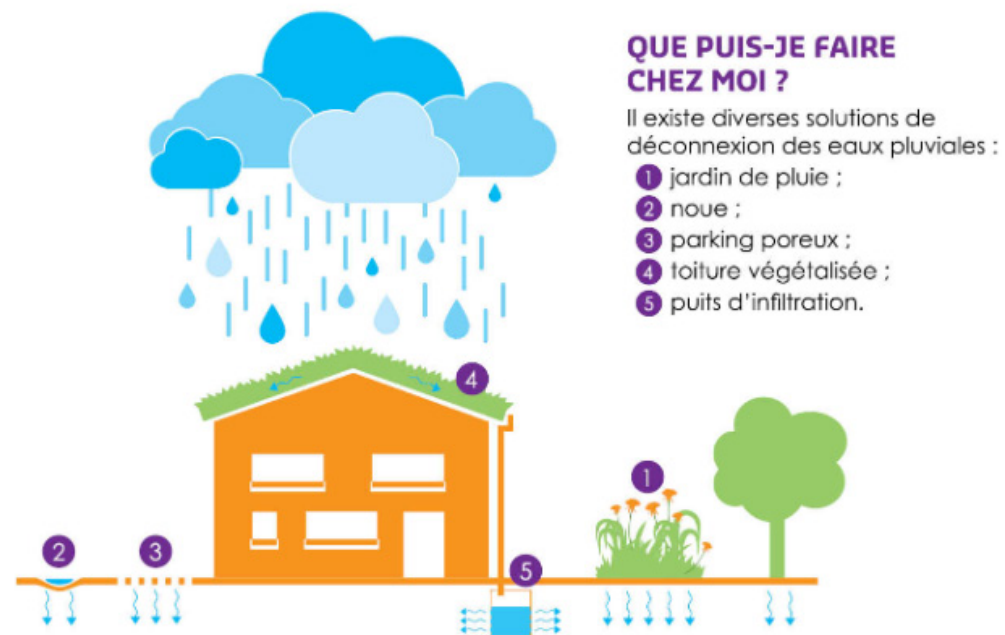 QUE PUIS-JE FAIRE
CHEZ MOI ?
Il existe diverses solutions de
déconnexion des eaux pluviales :
1 jardin de pluie ;
2 noue ;
3 parking poreux ;
4 toiture végétalisée ;
5 puits d'infiltration.
4
1
2
3
5